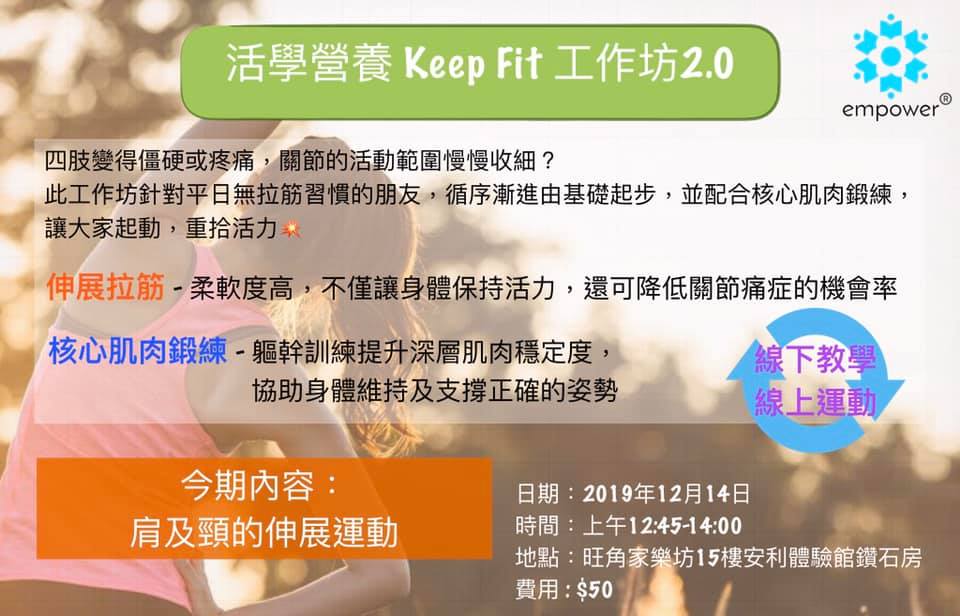 活學營養 Keep Fit 工作坊2.0
empower®
四肢變得僵硬或疼痛，關節的活動範圍慢慢收細？
此工作坊針對平日無拉筋習慣的朋友，循序漸進由基礎起步，並配合核心肌肉鍛練，
讓大家起動，重拾活力💥
伸展拉筋 - 柔軟度高，不僅讓身體保持活力，還可降低關節痛症的機會率
核心肌肉鍛練 - 軀幹訓練提升深層肌肉穩定度，
協助身體維持及支撐正確的姿勢
線下教學
線上運動
今期內容：
肩及頸的伸展運動
日期：2019年12月14日
時間：上午12:45-14:00
地點：旺角家樂坊15樓安利體驗館鑽石房
費用：$50